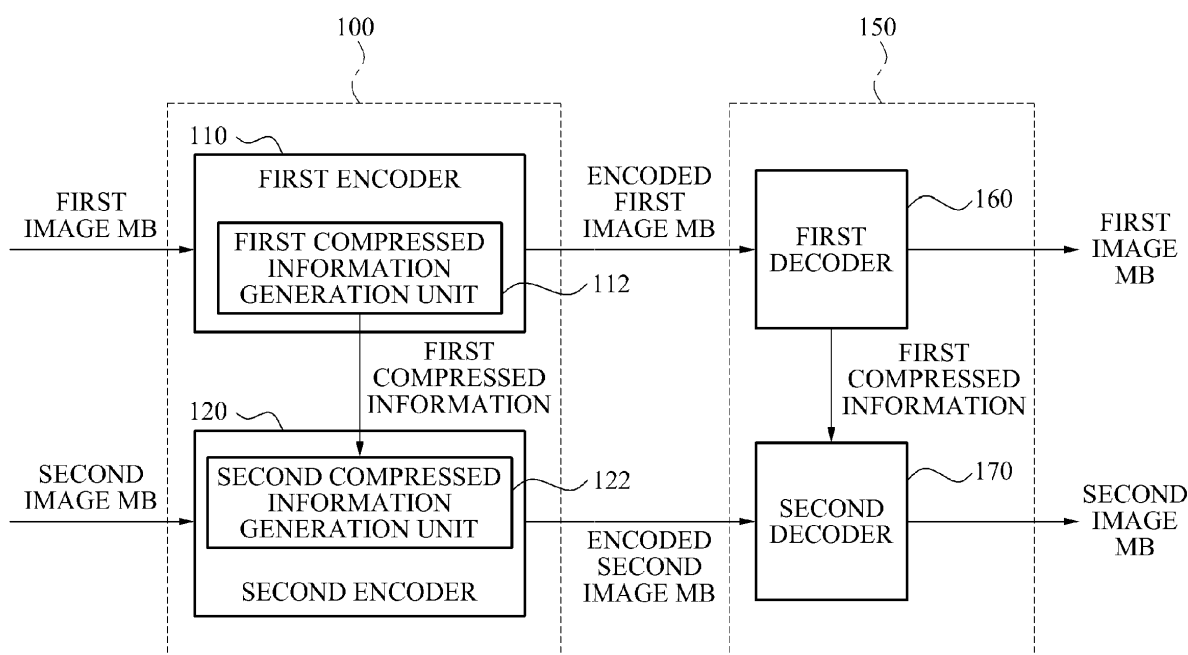 100
150
110
FIRST ENCODER
FIRST
IMAGE MB
FIRST COMPRESSED
INFORMATION
GENERATION UNIT
112
ENCODED
FIRST
IMAGE MB
160
FIRST
DECODER
FIRST
IMAGE
MB
FIRST
COMPRESSED
INFORMATION
FIRST
COMPRESSED
INFORMATION
120
SECOND
IMAGE MB
SECOND COMPRESSED
INFORMATION
GENERATION UNIT
122
SECOND ENCODER
ENCODED
SECOND
IMAGE MB
170
SECOND
DECODER
SECOND
IMAGE
MB